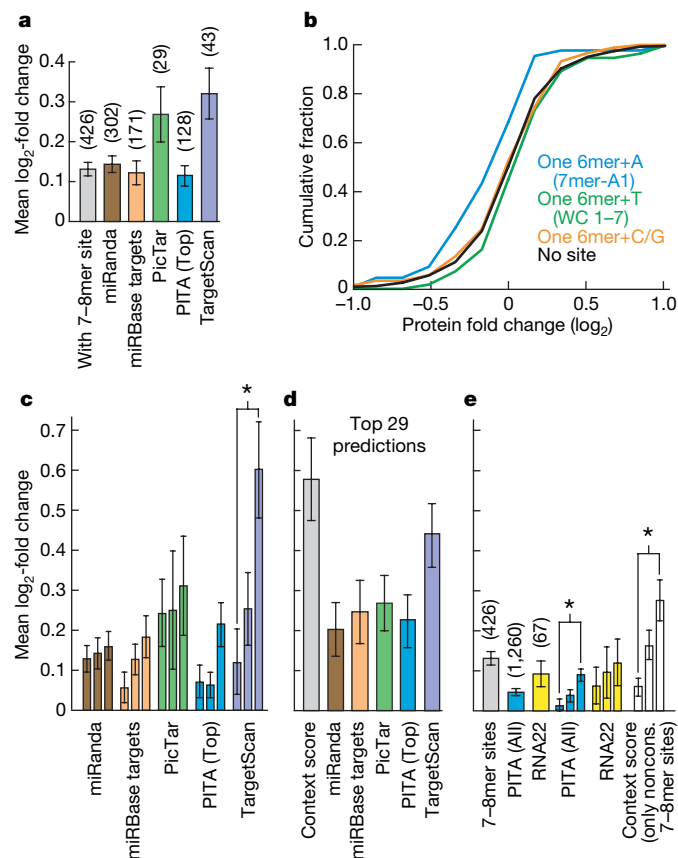 a
Mean log2-fold change
0.4
0.3
0.2
0.1
0
(426)
(302)
(171)
(29)
(128)
(43)
With 7–8mer site
miRanda
miRBase targets
PicTar
PITA (Top)
TargetScan
b
Cumulative fraction
1.0
0.8
0.6
0.4
0.2
0
–1.0
–0.5
0
0.5
1.0
Protein fold change (log2)
One 6mer+A
(7mer-A1)
One 6mer+T
(WC 1–7)
One 6mer+C/G
No site
c
Mean log2-fold change
0.7
0.6
0.5
0.4
0.3
0.2
0.1
0
*
miRanda
miRBase targets
PicTar
PITA (Top)
TargetScan
d
Top 29
predictions
Context score
miRanda
miRBase targets
PicTar
PITA (Top)
TargetScan
e
(426)
(1,260)
(67)
*
*
7–8mer sites
PITA (All)
RNA22
PITA (All)
RNA22
Context score
(only noncons.
7–8mer sites)